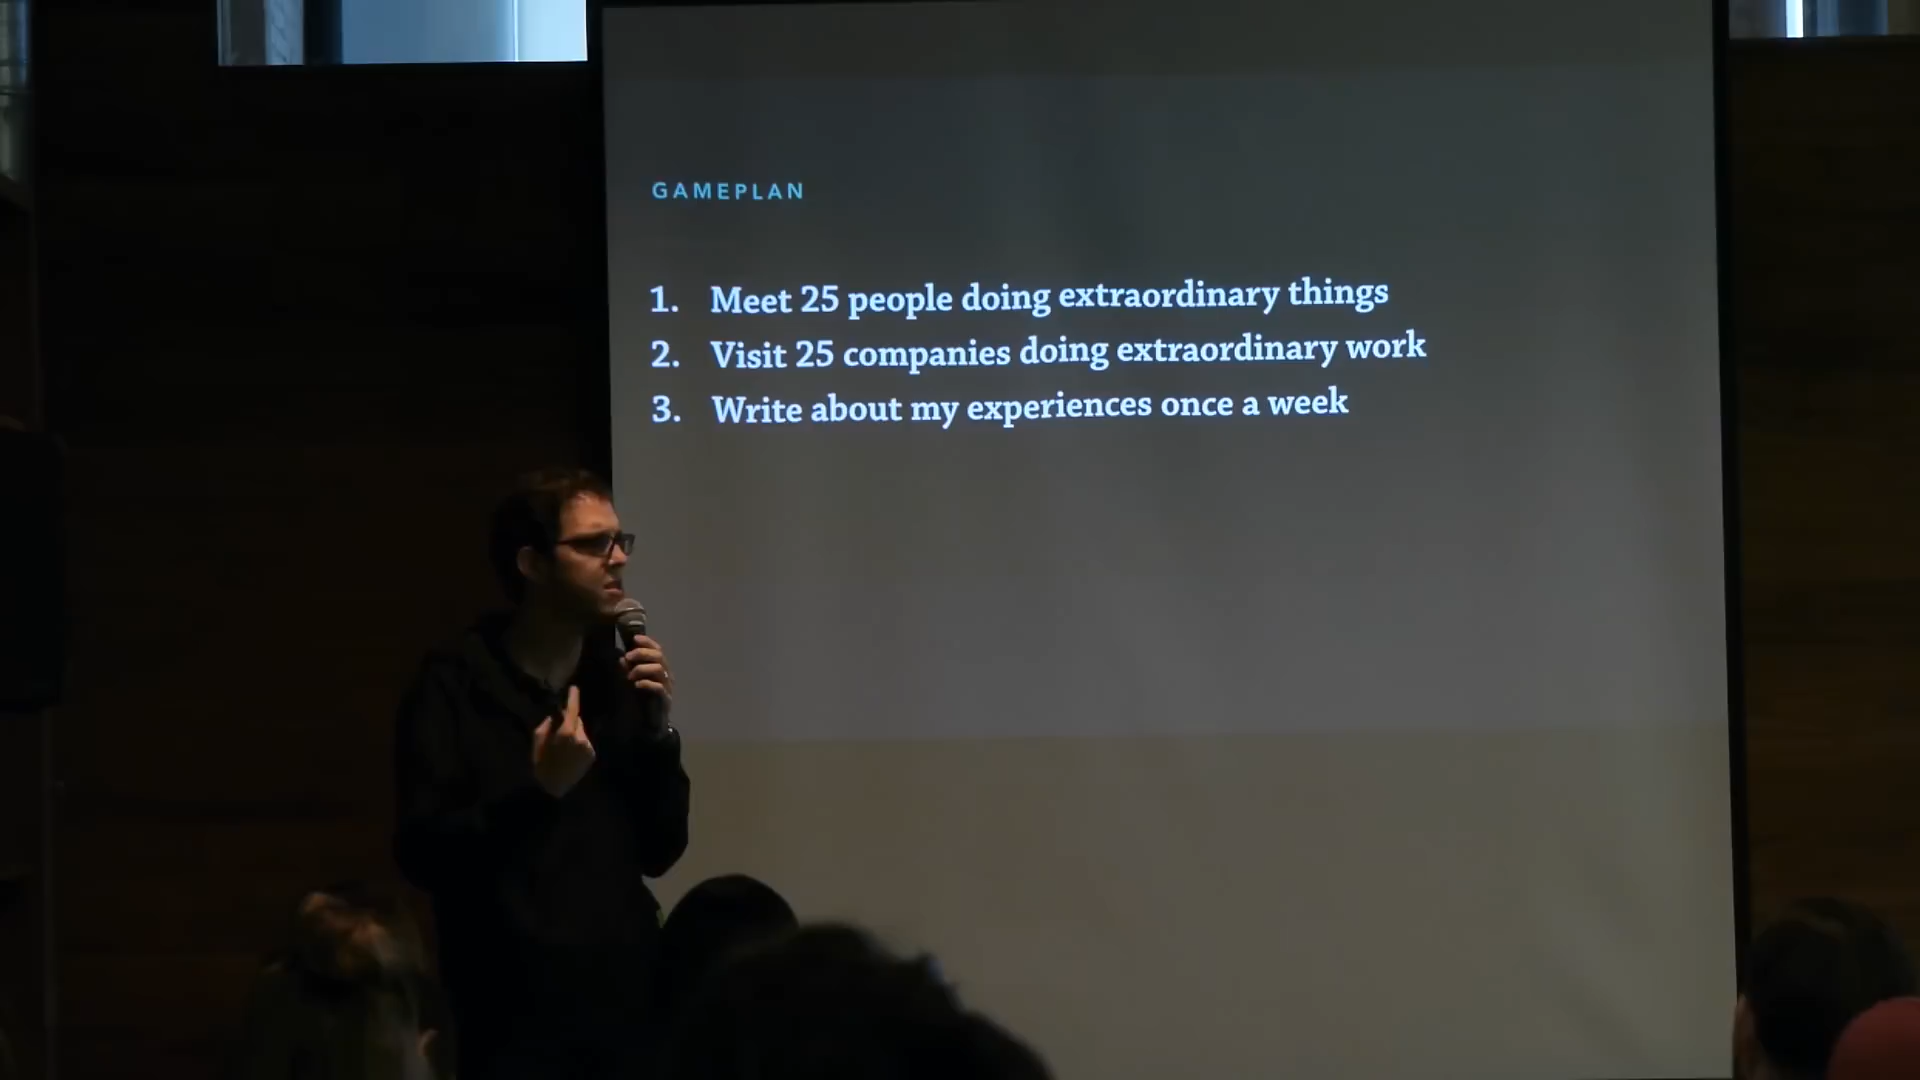 GAMEPLAN
1. Meet 25 people doing extraordinary things
2. Visit 25 companies doing extraordinary work
3. Write about my experiences once a week